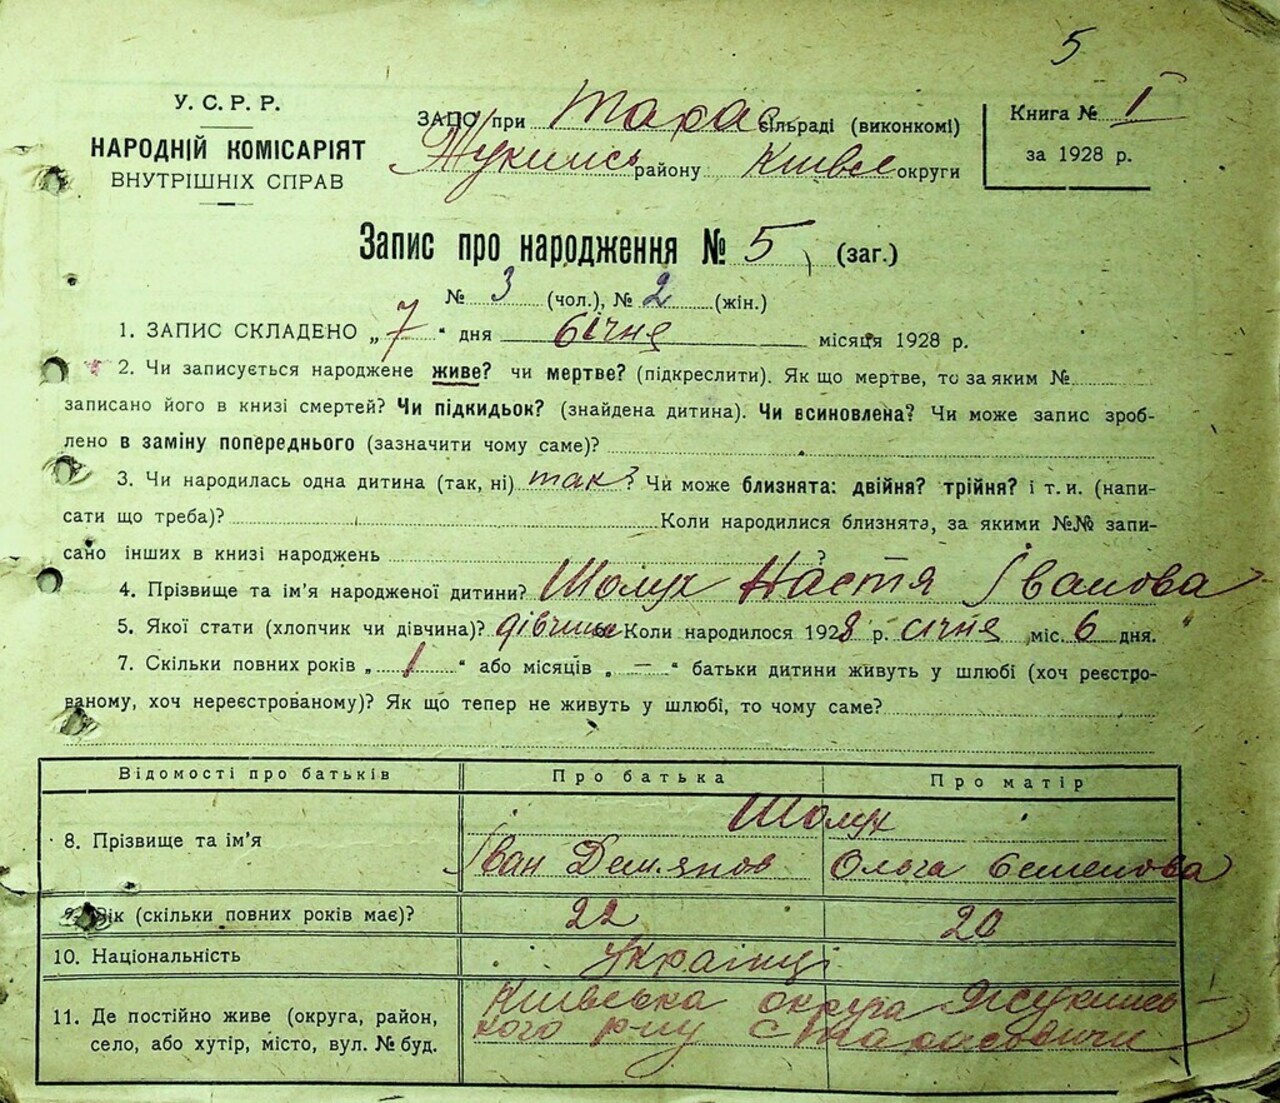 5
У. С. Р. Р.
НАРОДНІЙ КОМІСАРІЯТ
ВНУТРІШНІХ СПРАВ
ЗАПО при Тарас сільраді (виконкомі)
Жукинсь району Київсь округи
Книга № I
за 1928 р.
Запис про народження № 5 (заг.)
№ 3 (чол.), № 2 (жін.)
1. ЗАПИС СКЛАДЕНО „ 7 " дня січня місяця 1928 р.
2. Чи записується народжене живе? чи мертве? (підкреслити). Як що мертве, то за яким №
записано його в книзі смертей? Чи підкидьок? (знайдена дитина). Чи всиновлена? Чи може запис зроб-
лено в заміну попереднього (зазначити чому саме)?
3. Чи народилась одна дитина (так, ні) так? Чи може близнята: двійня? трійня? і т. и. (напи-
сати що треба)? Коли народилися близнята, за якими №№ запи-
сано інших в книзі народжень ?
4. Прізвище та ім'я народженої дитини? Шолух Настя Іванова
5. Якої стати (хлопчик чи дівчина)? дівчина Коли народилося 1928 р. січня міс. 6 дня.
7. Скільки повних років „ 1 " або місяців „ — " батьки дитини живуть у шлюбі (хоч реєстро-
ваному, хоч нереєстрованому)? Як що тепер не живуть у шлюбі, то чому саме?
Відомості про батьків Про батька Про матір
Шолух
8. Прізвище та ім'я Іван Дем.янов Ольга Семенова
9. Вік (скільки повних років має)? 22 20
10. Національність Українці
11. Де постійно живе (округа, район, Київська округа Жукинсь-
село, або хутір, місто, вул. № буд. кого р-ну с Тарасовичи